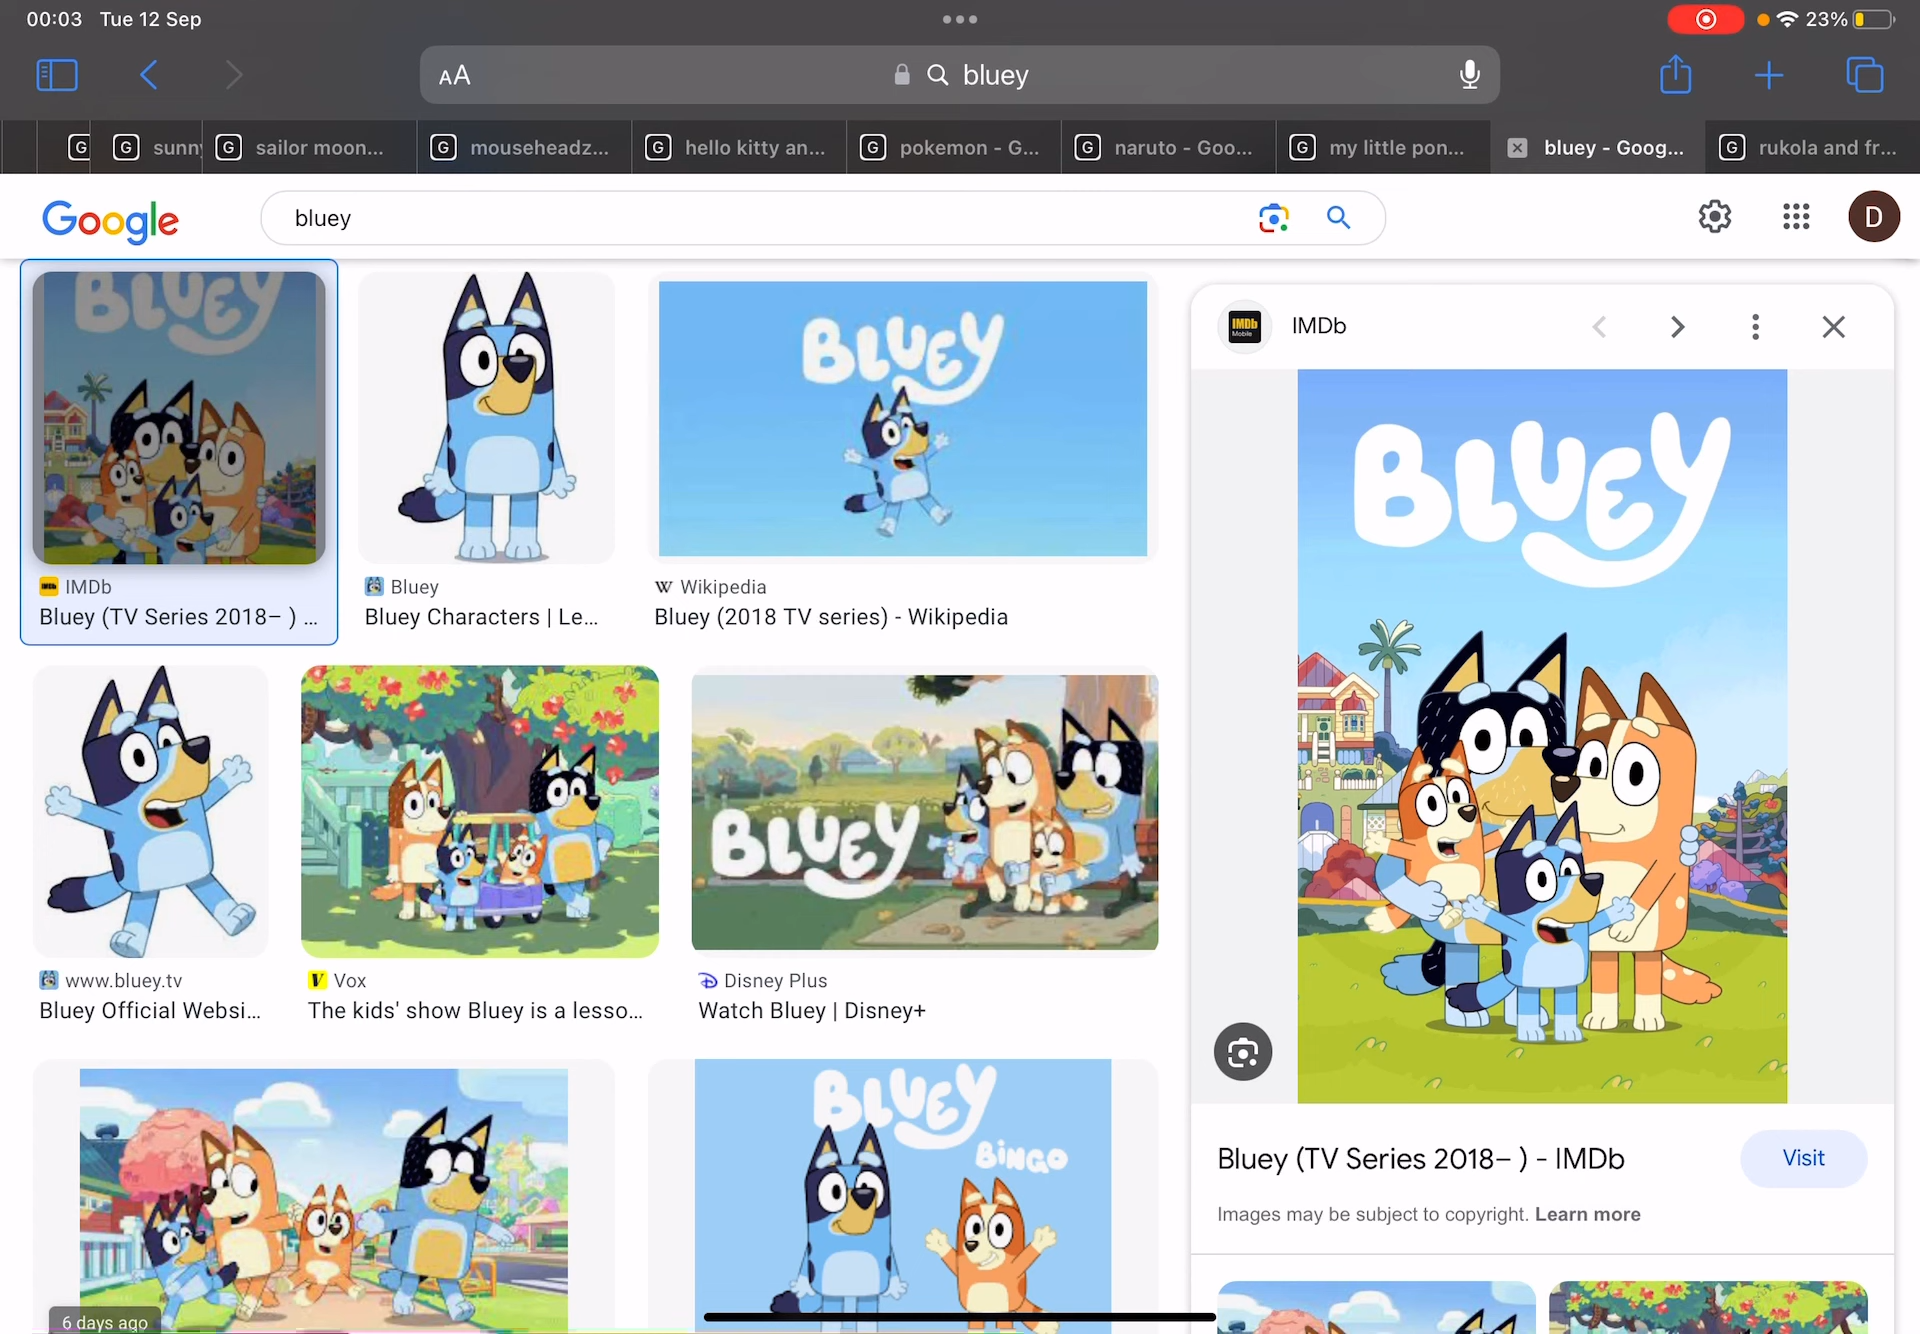 00:03 Tue 12 Sep
23%
AA
bluey
G
G sunny
G sailor moon...
G mouseheadz...
G hello kitty an...
G pokemon - G...
G naruto - Goo...
G my little pon...
bluey - Goog...
G rukola and fr...
Google
bluey
D
BLUEY
IMDb
Bluey (TV Series 2018– ) ...
Bluey
Bluey Characters | Le...
BLUEY
W Wikipedia
Bluey (2018 TV series) - Wikipedia
IMDb
Mobile
IMDb
BLUEY
www.bluey.tv
Bluey Official Websi...
V Vox
The kids' show Bluey is a lesso...
BLUEY
Disney Plus
Watch Bluey | Disney+
6 days ago
BLUEY
BINGO
Bluey (TV Series 2018– ) - IMDb
Visit
Images may be subject to copyright. Learn more